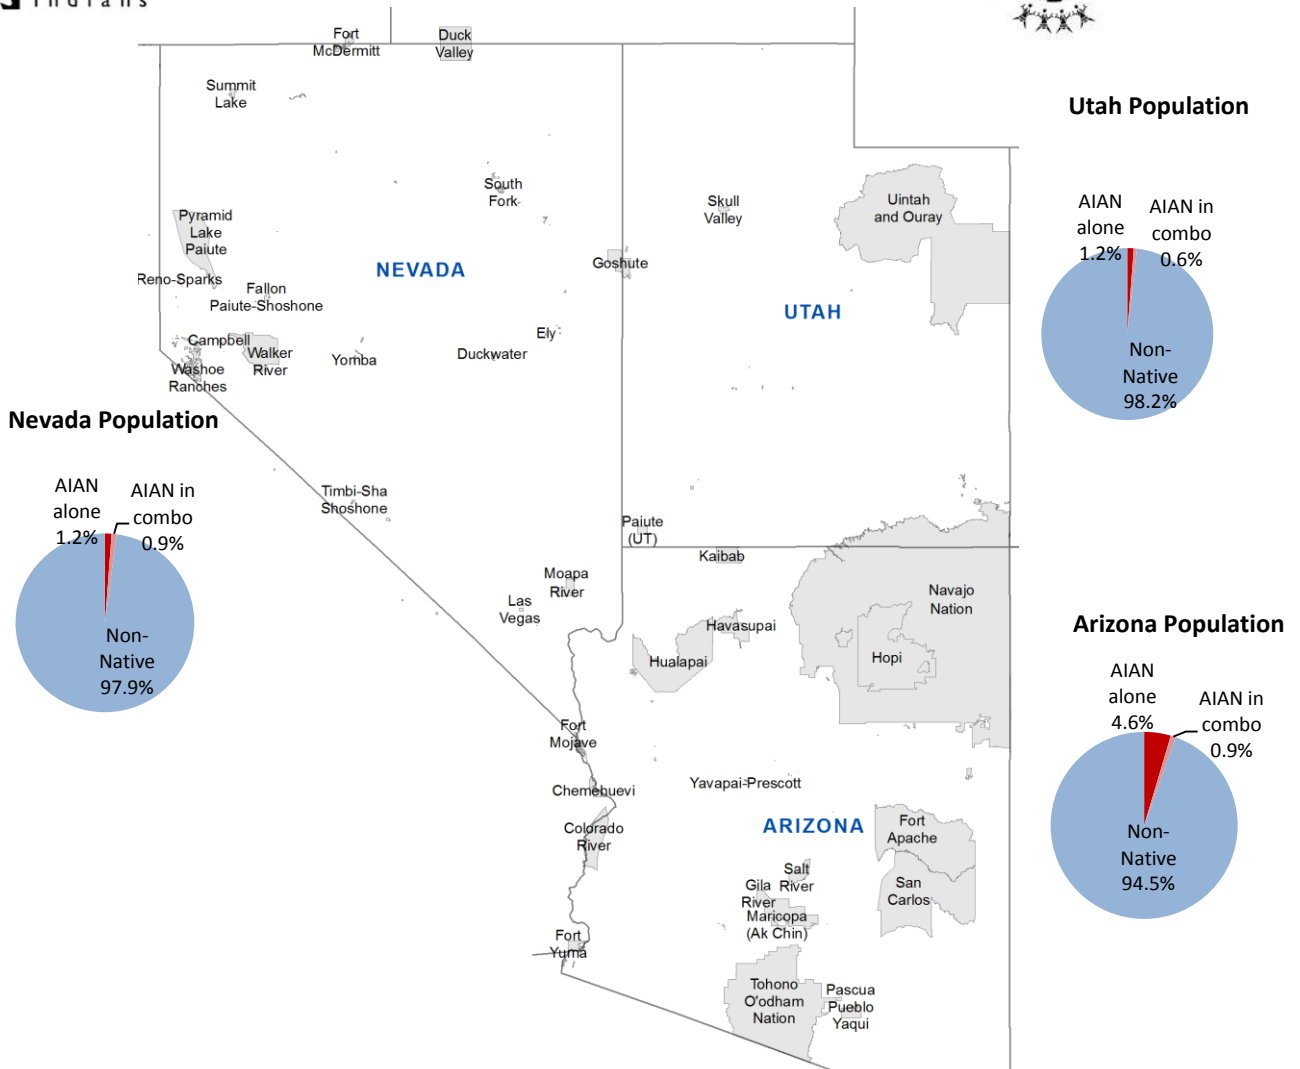 Indians
Fort
McDermitt
Duck
Valley
Summit
Lake
Utah Population
South
Fork
Skull
Valley
Uintah
and Ouray
AIAN
alone
1.2%
AIAN in
combo
0.6%
Pyramid
Lake
Paiute
NEVADA
Goshute
Reno-Sparks
Fallon
Paiute-Shoshone
UTAH
Campbell
Walker
River
Yomba
Duckwater
Ely
Washoe
Ranches
Non-
Native
98.2%
Nevada Population
AIAN
alone
1.2%
AIAN in
combo
0.9%
Timbi-Sha
Shoshone
Paiute
(UT)
Kaibab
Moapa
River
Las
Vegas
Navajo
Nation
Havasupai
Hualapai
Hopi
Non-
Native
97.9%
Arizona Population
AIAN
alone
4.6%
AIAN in
combo
0.9%
Fort
Mojave
Chemehuevi
Yavapai-Prescott
Colorado
River
ARIZONA
Fort
Apache
Non-
Native
94.5%
Salt
River
Gila
River
San
Carlos
Maricopa
(Ak Chin)
Fort
Yuma
Tohono
O'odham
Nation
Pascua
Pueblo
Yaqui